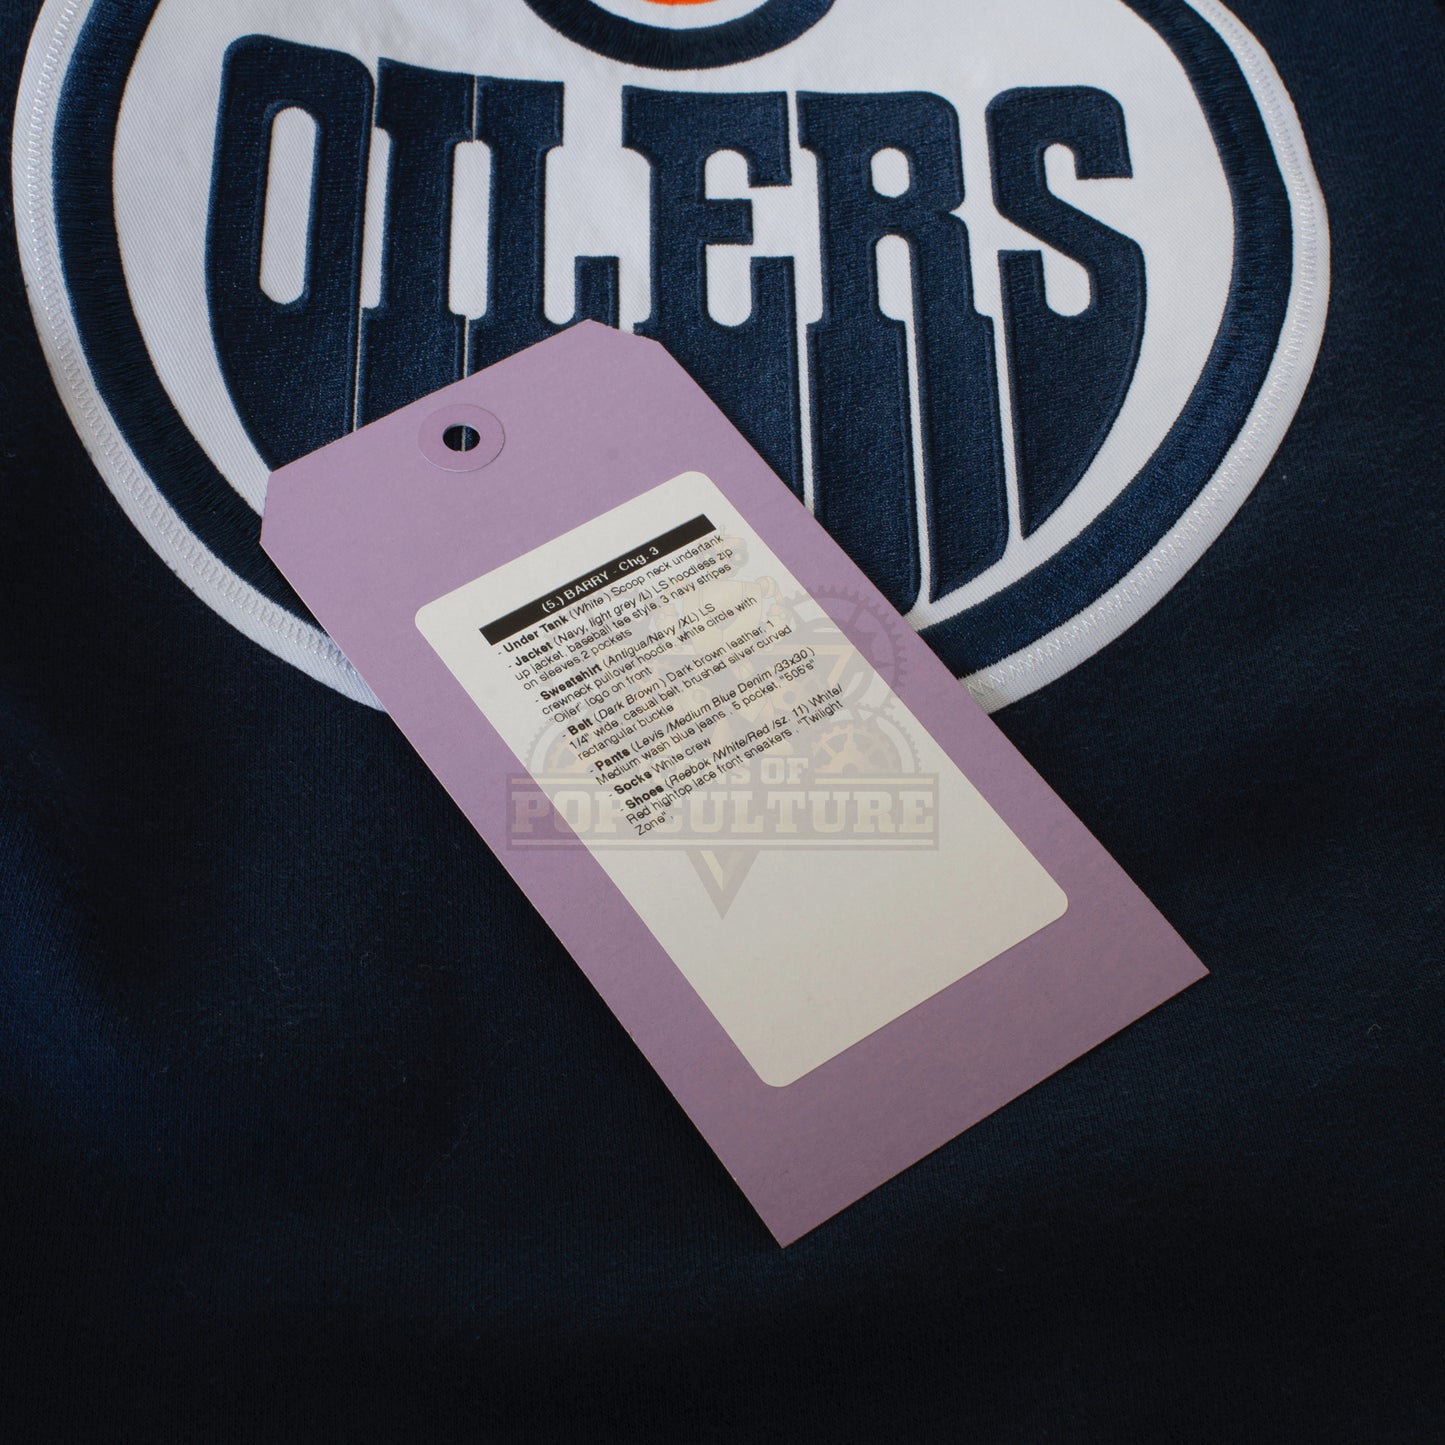 OILERS
(5.) BARRY - Chg. 3
- Under Tank (White ) Scoop neck undertank
- Jacket (Navy, light grey /L) LS hoodless zip
up jacket, baseball tee style, 3 navy stripes
on sleeves 2 pockets
- Sweatshirt (Antigua/Navy /XL) LS
crewneck pullover hoodie, white circle with
"Oiler" logo on front
- Belt (Dark Brown ) Dark brown leather, 1
1/4" wide, casual belt, brushed silver curved
rectangular buckle
- Pants (Levis /Medium Blue Denim /33x30 )
Medium wash blue jeans . 5 pocket, "505's"
- Socks White crew
- Shoes (Reebok /White/Red /sz. 11) White/
Red hightop lace front sneakers . "Twilight
Zone" .
OF
POP CULTURE